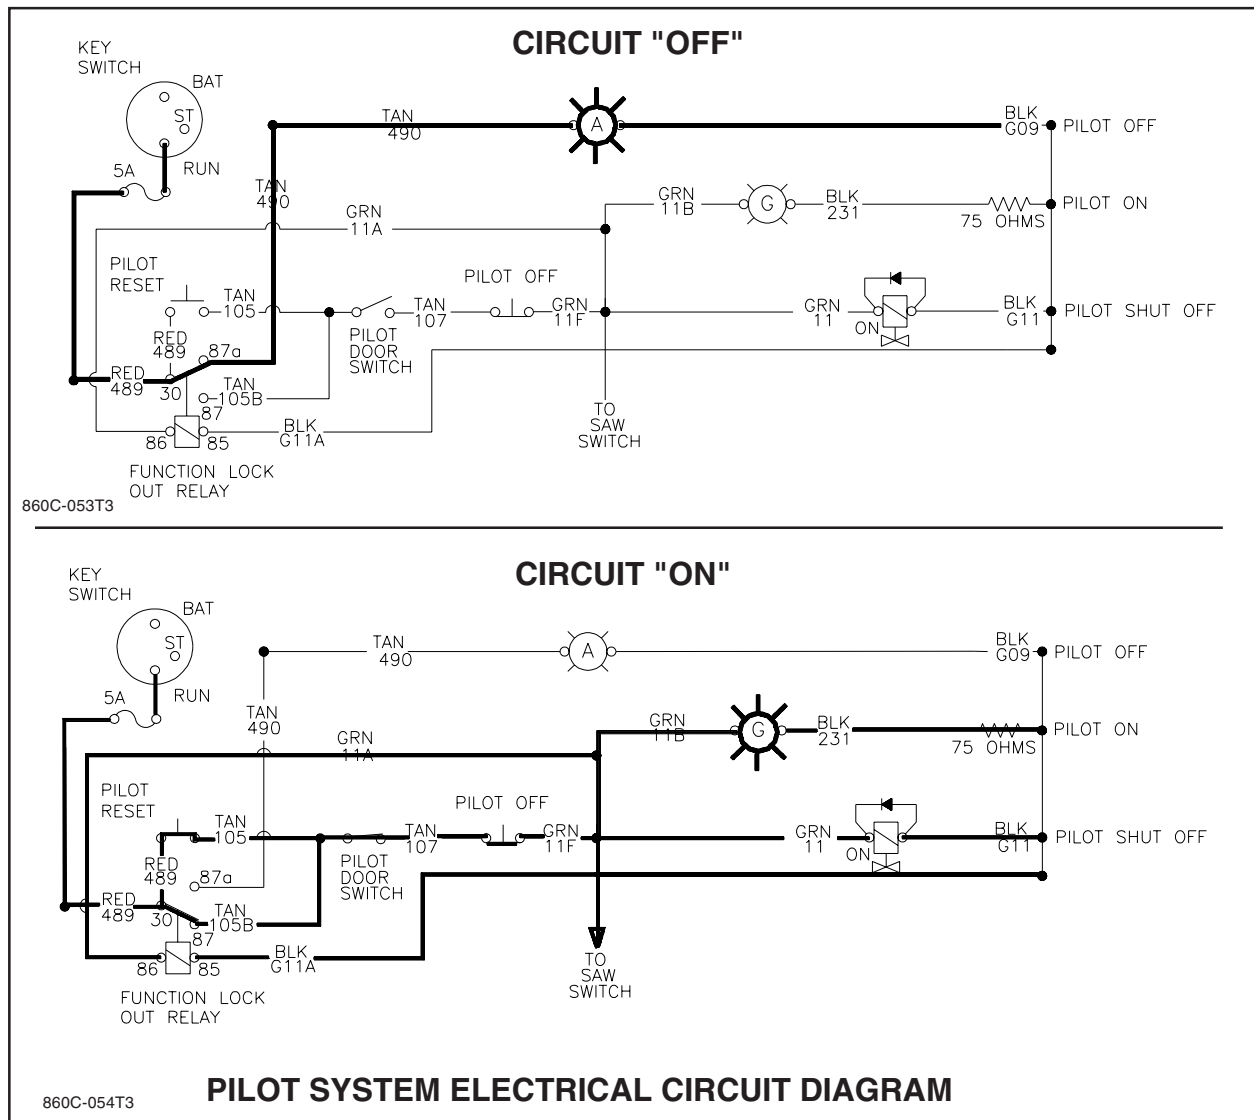 CIRCUIT "OFF"
KEY
SWITCH
BAT
ST
RUN
5A
TAN
490
A
BLK
G09
PILOT OFF
TAN
490
GRN
11A
GRN
11B
G
BLK
231
75 OHMS
PILOT ON
PILOT
RESET
TAN
105
PILOT
DOOR
SWITCH
TAN
107
PILOT OFF
GRN
11F
GRN
11
ON
BLK
G11
PILOT SHUT OFF
RED
489
87a
RED
489
30
TAN
105B
87
86
85
BLK
G11A
TO
SAW
SWITCH
FUNCTION LOCK
OUT RELAY
860C-053T3
CIRCUIT "ON"
KEY
SWITCH
BAT
ST
RUN
5A
TAN
490
A
BLK
G09
PILOT OFF
TAN
490
GRN
11A
GRN
11B
G
BLK
231
75 OHMS
PILOT ON
PILOT
RESET
TAN
105
PILOT
DOOR
SWITCH
TAN
107
PILOT OFF
GRN
11F
GRN
11
ON
BLK
G11
PILOT SHUT OFF
RED
489
87a
RED
489
30
TAN
105B
87
86
85
BLK
G11A
TO
SAW
SWITCH
FUNCTION LOCK
OUT RELAY
860C-054T3
PILOT SYSTEM ELECTRICAL CIRCUIT DIAGRAM